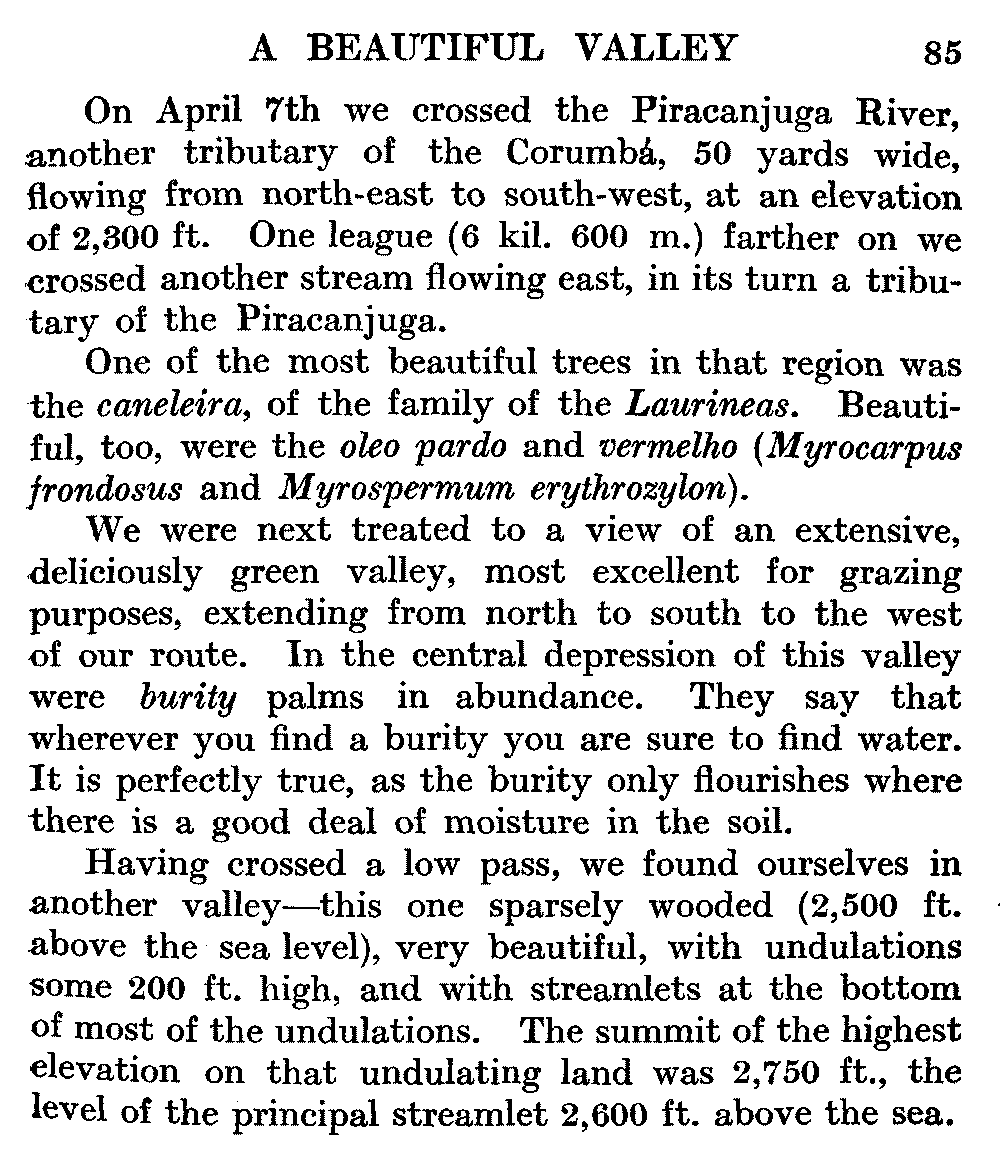 A BEAUTIFUL VALLEY 85
On April 7th we crossed the Piracanjuga River,
another tributary of the Corumbá, 50 yards wide,
flowing from north-east to south-west, at an elevation
of 2,300 ft. One league (6 kil. 600 m.) farther on we
crossed another stream flowing east, in its turn a tribu-
tary of the Piracanjuga.
One of the most beautiful trees in that region was
the caneleira, of the family of the Laurineas. Beauti-
ful, too, were the oleo pardo and vermelho (Myrocarpus
frondosus and Myrospermum erythrozylon).
We were next treated to a view of an extensive,
deliciously green valley, most excellent for grazing
purposes, extending from north to south to the west
of our route. In the central depression of this valley
were burity palms in abundance. They say that
wherever you find a burity you are sure to find water.
It is perfectly true, as the burity only flourishes where
there is a good deal of moisture in the soil.
Having crossed a low pass, we found ourselves in
another valley—this one sparsely wooded (2,500 ft.
above the sea level), very beautiful, with undulations
some 200 ft. high, and with streamlets at the bottom
of most of the undulations. The summit of the highest
elevation on that undulating land was 2,750 ft., the
level of the principal streamlet 2,600 ft. above the sea.